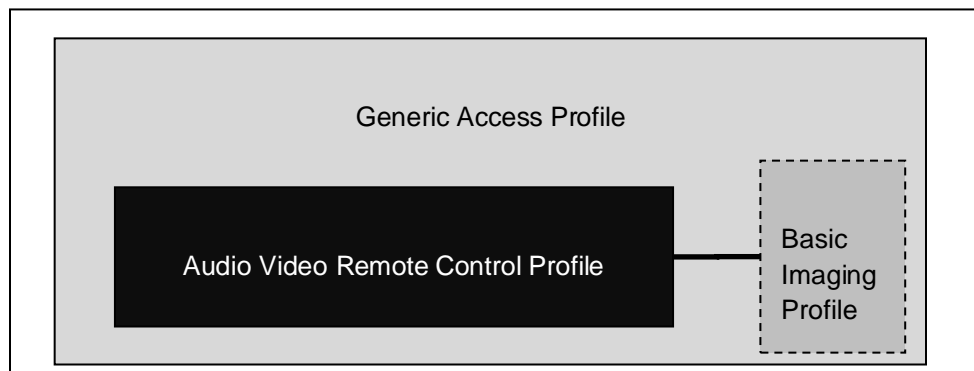 Generic Access Profile
Audio Video Remote Control Profile
Basic
Imaging
Profile